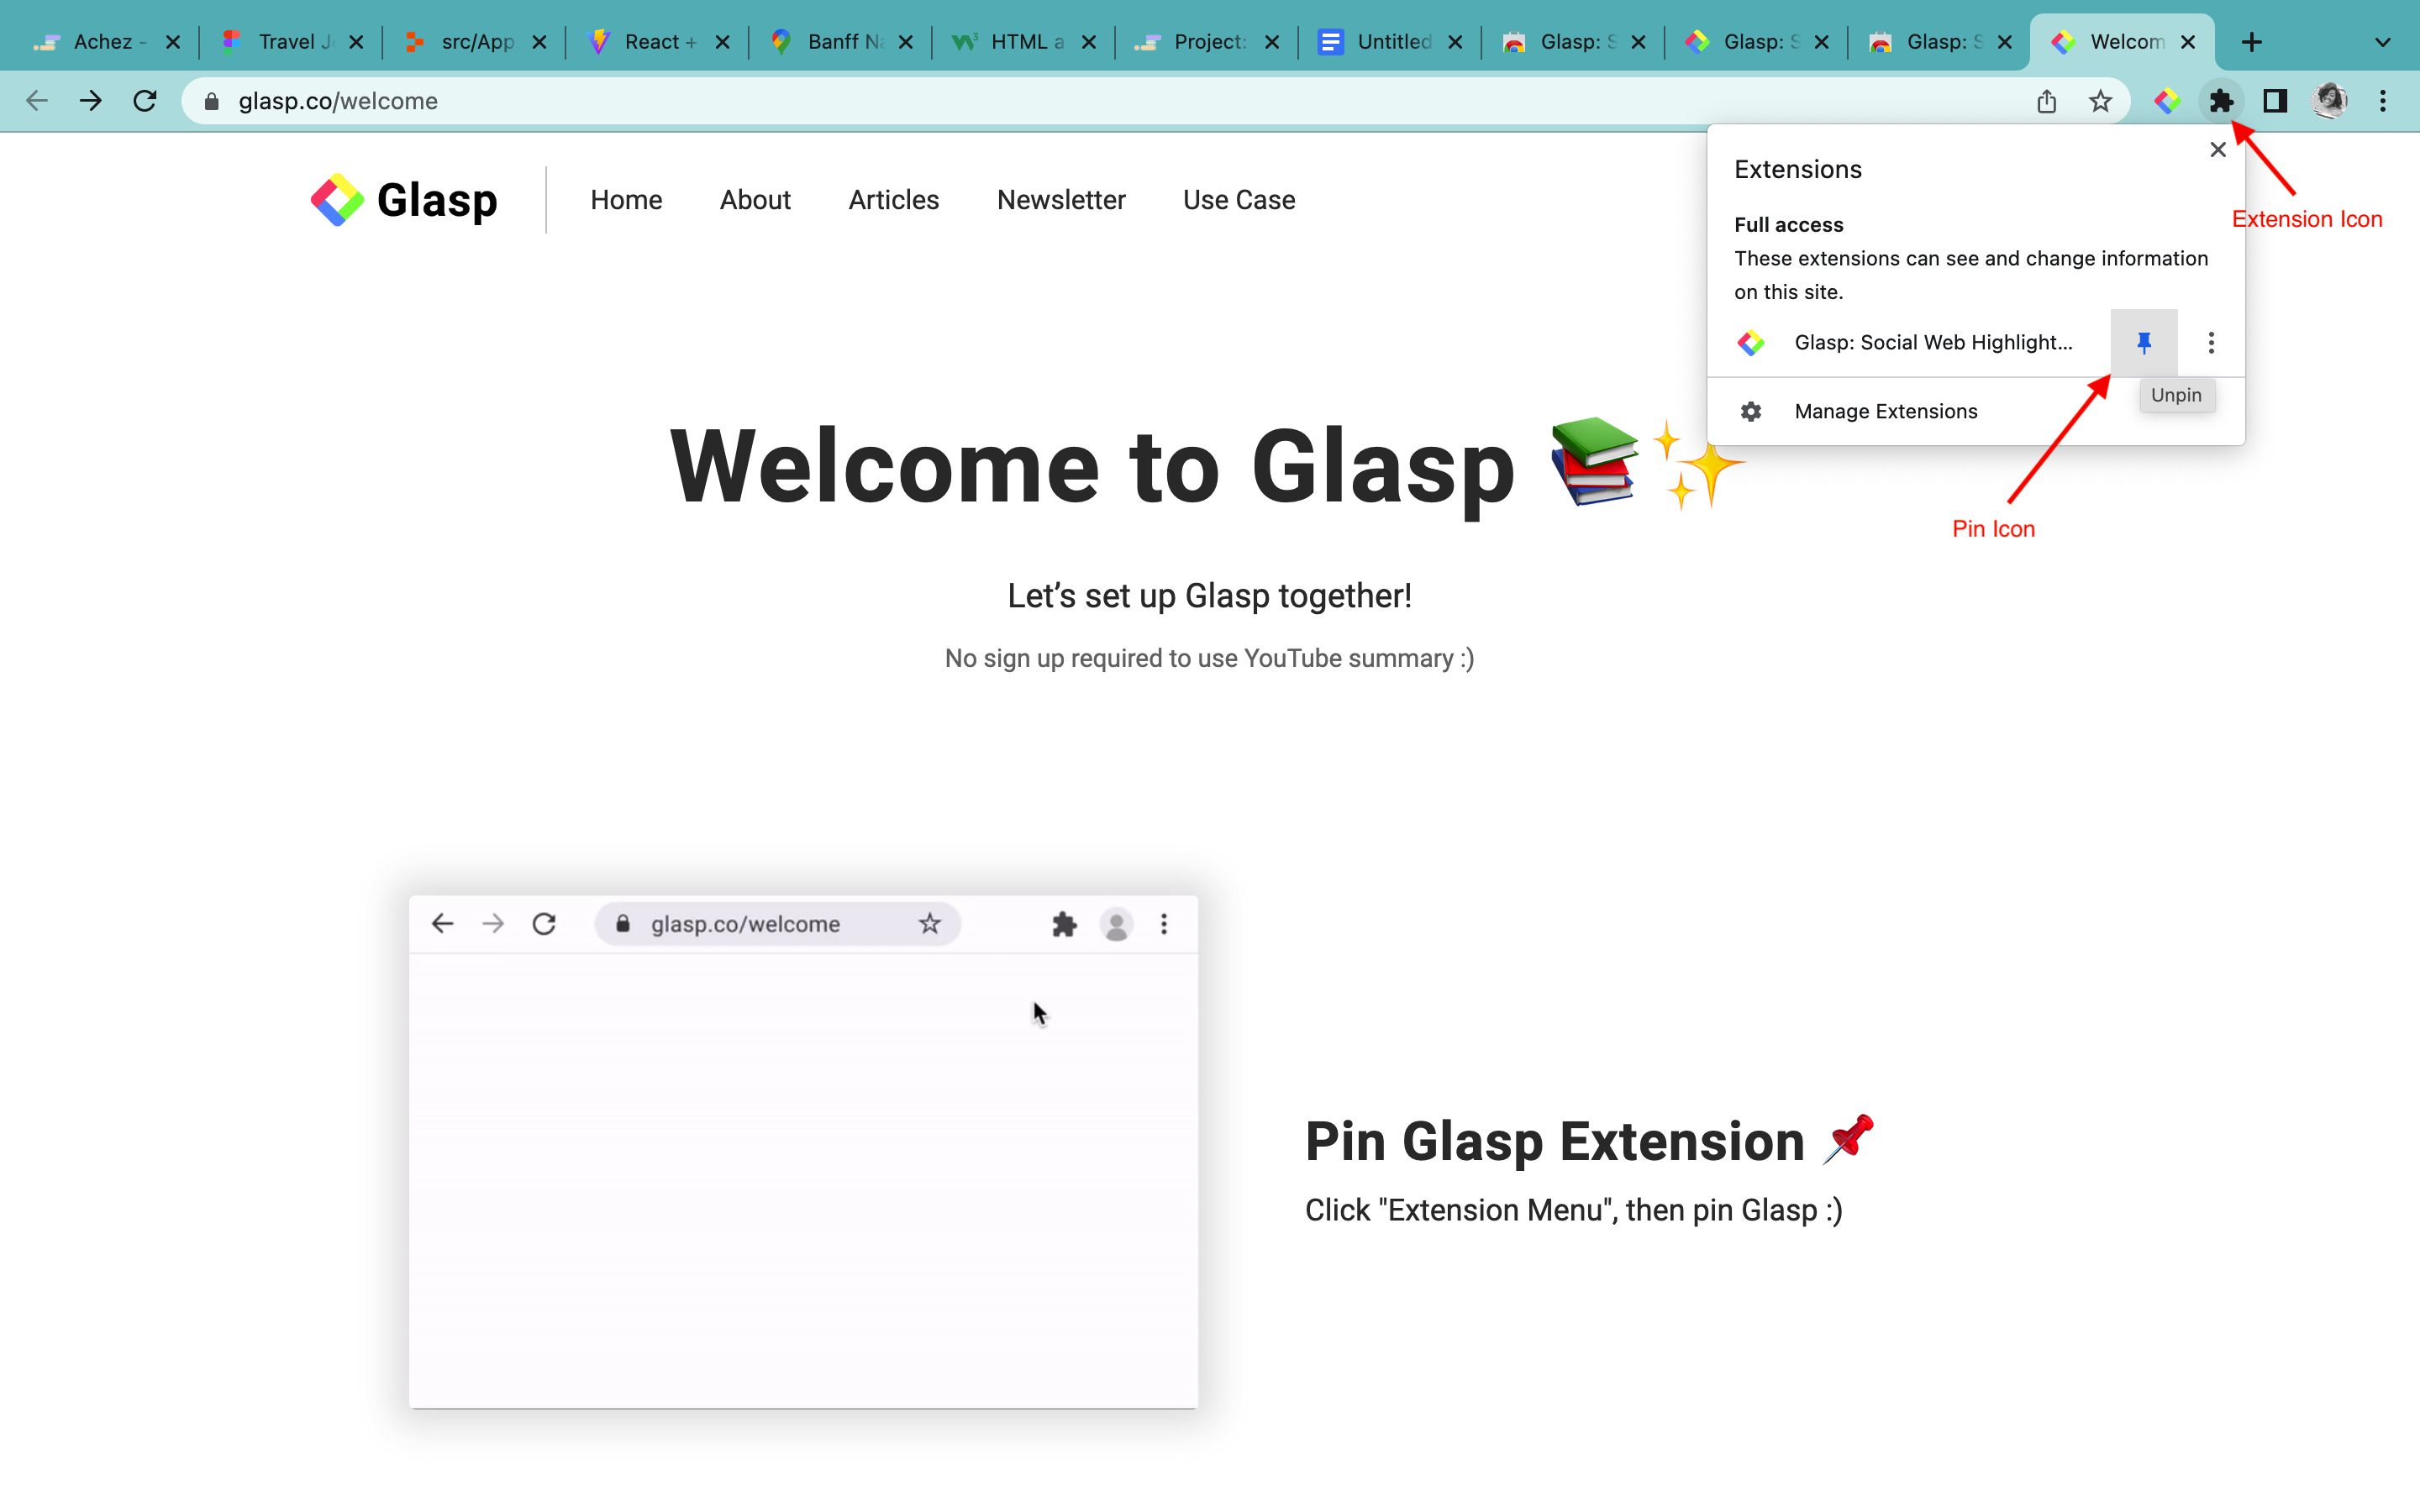 Achez -
Travel J
src/App
React +
Banff Na
HTML a
Project:
Untitled
Glasp: S
Glasp: S
Glasp: S
Welcom
glasp.co/welcome
Glasp
Home
About
Articles
Newsletter
Use Case
Extensions
Full access
These extensions can see and change information
on this site.
Glasp: Social Web Highlight...
Unpin
Manage Extensions
Extension Icon
Pin Icon
Welcome to Glasp
Let’s set up Glasp together!
No sign up required to use YouTube summary :)
glasp.co/welcome
Pin Glasp Extension
Click "Extension Menu", then pin Glasp :)